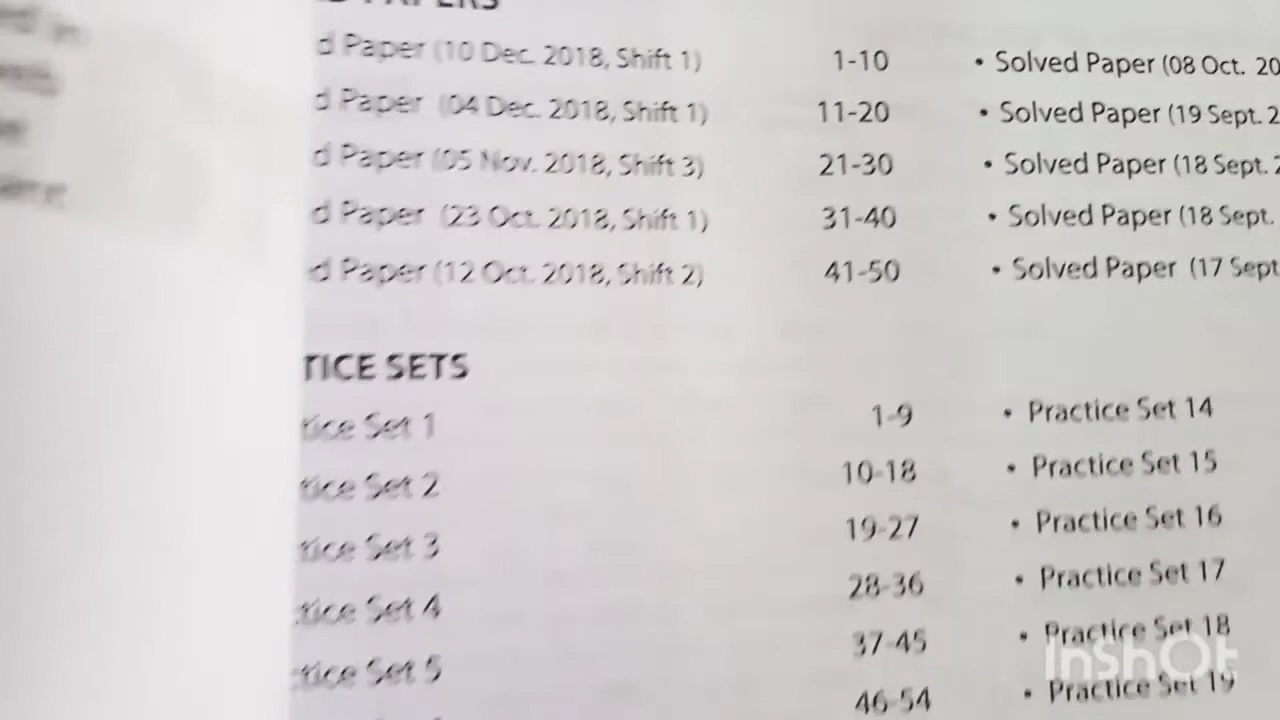 PAPERS
d Paper (10 Dec. 2018, Shift 1) 1-10 • Solved Paper (08 Oct. 20
d Paper (04 Dec. 2018, Shift 1) 11-20 • Solved Paper (19 Sept. 2
d Paper (05 Nov. 2018, Shift 3) 21-30 • Solved Paper (18 Sept. 2
d Paper (23 Oct. 2018, Shift 1) 31-40 • Solved Paper (18 Sept.
d Paper (12 Oct. 2018, Shift 2) 41-50 • Solved Paper (17 Sept
TICE SETS
tice Set 1 1-9 • Practice Set 14
tice Set 2 10-18 • Practice Set 15
tice Set 3 19-27 • Practice Set 16
tice Set 4 28-36 • Practice Set 17
ctice Set 5 37-45 • Practice Set 18
46-54 • Practice Set 19
InShOt